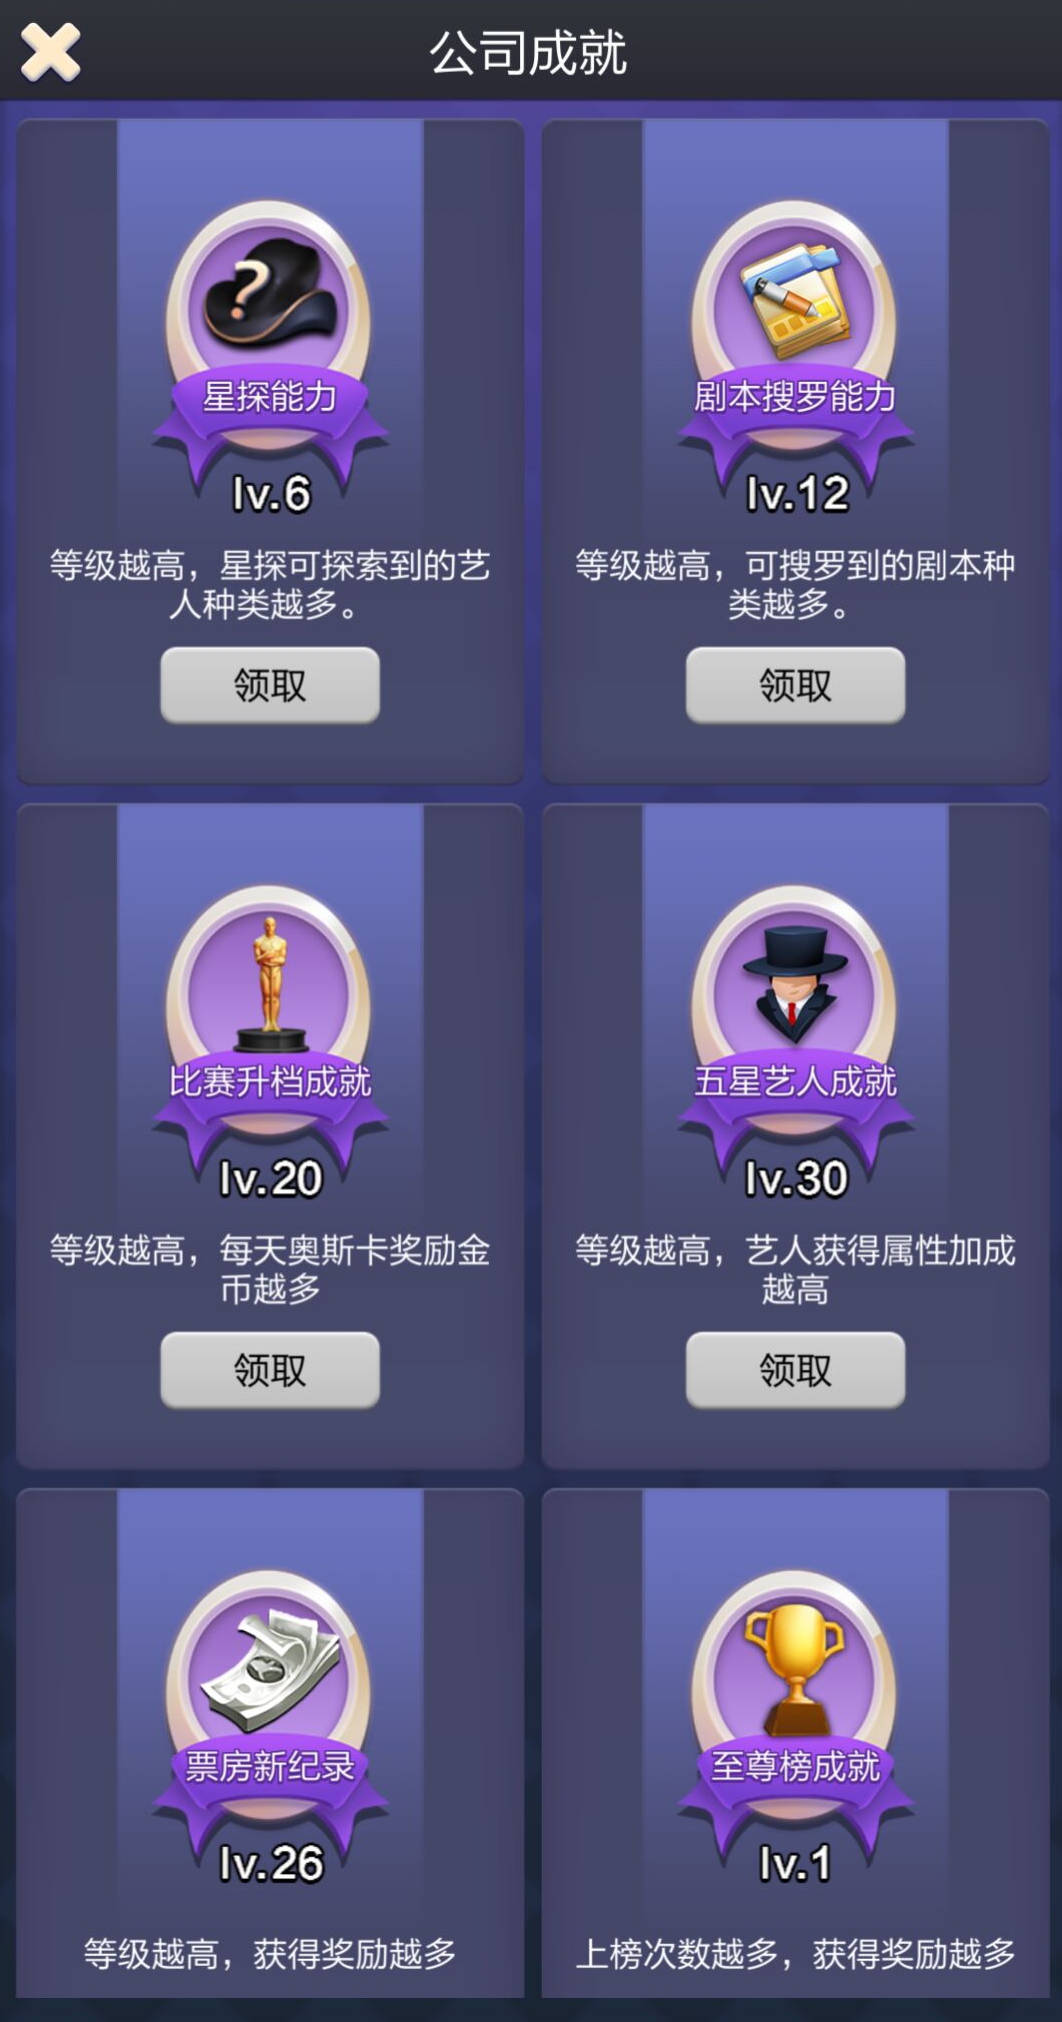 公司成就
星探能力
lv.6
等级越高，星探可探索到的艺
人种类越多。
领取
剧本搜罗能力
lv.12
等级越高，可搜罗到的剧本种
类越多。
领取
比赛升档成就
lv.20
等级越高，每天奥斯卡奖励金
币越多
领取
五星艺人成就
lv.30
等级越高，艺人获得属性加成
越高
领取
票房新纪录
lv.26
等级越高，获得奖励越多
至尊榜成就
lv.1
上榜次数越多，获得奖励越多